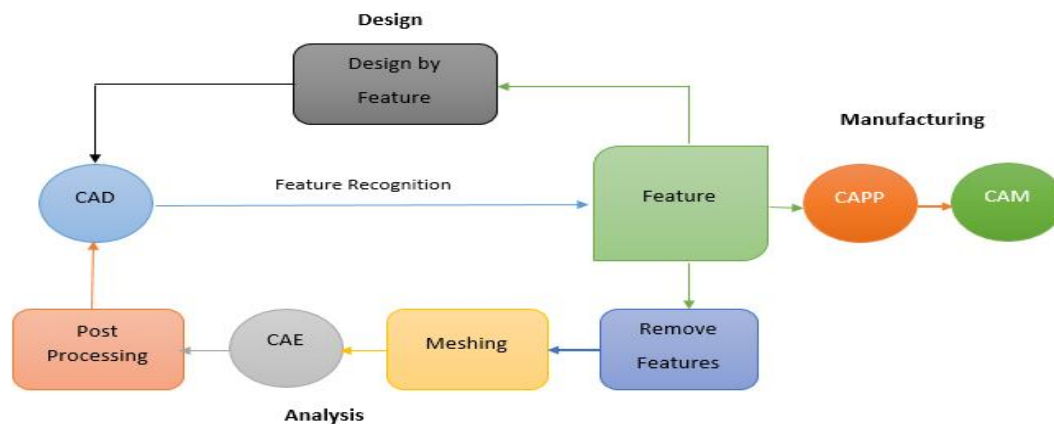 Design
Design by
Feature
Manufacturing
CAD
Feature Recognition
Feature
CAPP
CAM
Post
Processing
CAE
Meshing
Remove
Features
Analysis